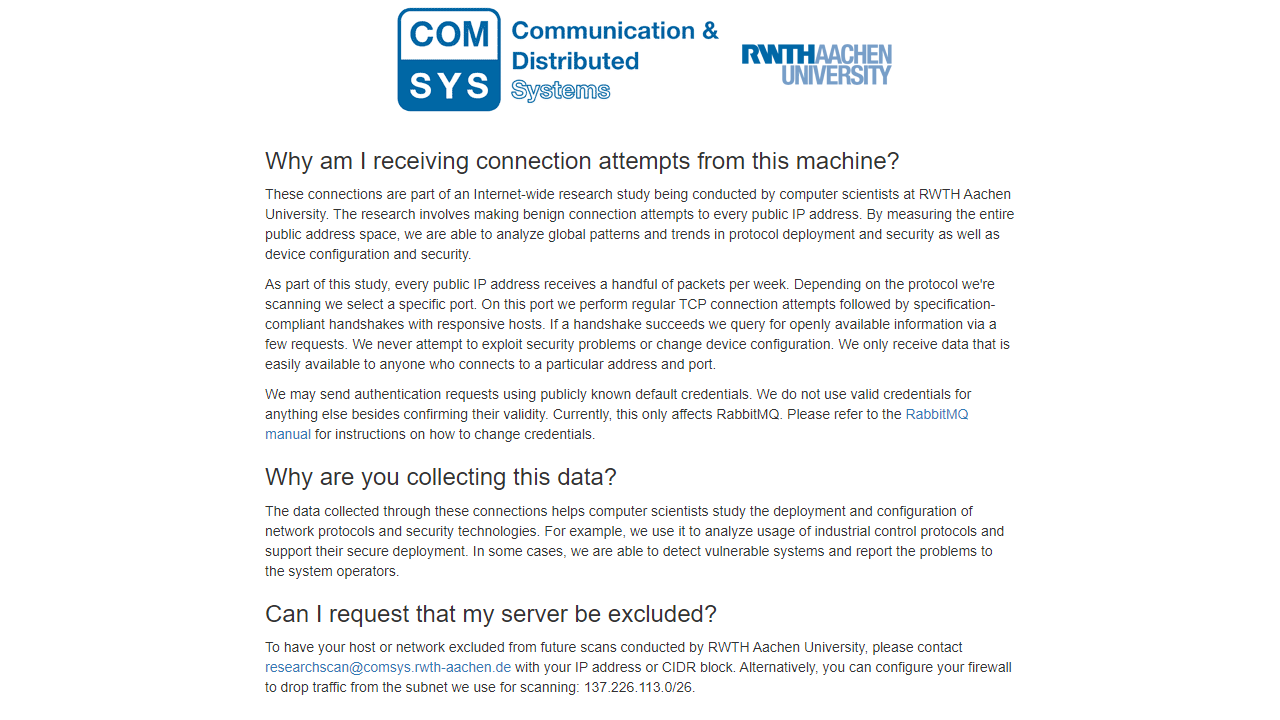 COM
SYS
Communication &
Distributed
Systems
RWTHAACHEN
UNIVERSITY
Why am I receiving connection attempts from this machine?
These connections are part of an Internet-wide research study being conducted by computer scientists at RWTH Aachen
University. The research involves making benign connection attempts to every public IP address. By measuring the entire
public address space, we are able to analyze global patterns and trends in protocol deployment and security as well as
device configuration and security.
As part of this study, every public IP address receives a handful of packets per week. Depending on the protocol we're
scanning we select a specific port. On this port we perform regular TCP connection attempts followed by specification-
compliant handshakes with responsive hosts. If a handshake succeeds we query for openly available information via a
few requests. We never attempt to exploit security problems or change device configuration. We only receive data that is
easily available to anyone who connects to a particular address and port.
We may send authentication requests using publicly known default credentials. We do not use valid credentials for
anything else besides confirming their validity. Currently, this only affects RabbitMQ. Please refer to the RabbitMQ
manual for instructions on how to change credentials.
Why are you collecting this data?
The data collected through these connections helps computer scientists study the deployment and configuration of
network protocols and security technologies. For example, we use it to analyze usage of industrial control protocols and
support their secure deployment. In some cases, we are able to detect vulnerable systems and report the problems to
the system operators.
Can I request that my server be excluded?
To have your host or network excluded from future scans conducted by RWTH Aachen University, please contact
researchscan@comsys.rwth-aachen.de with your IP address or CIDR block. Alternatively, you can configure your firewall
to drop traffic from the subnet we use for scanning: 137.226.113.0/26.